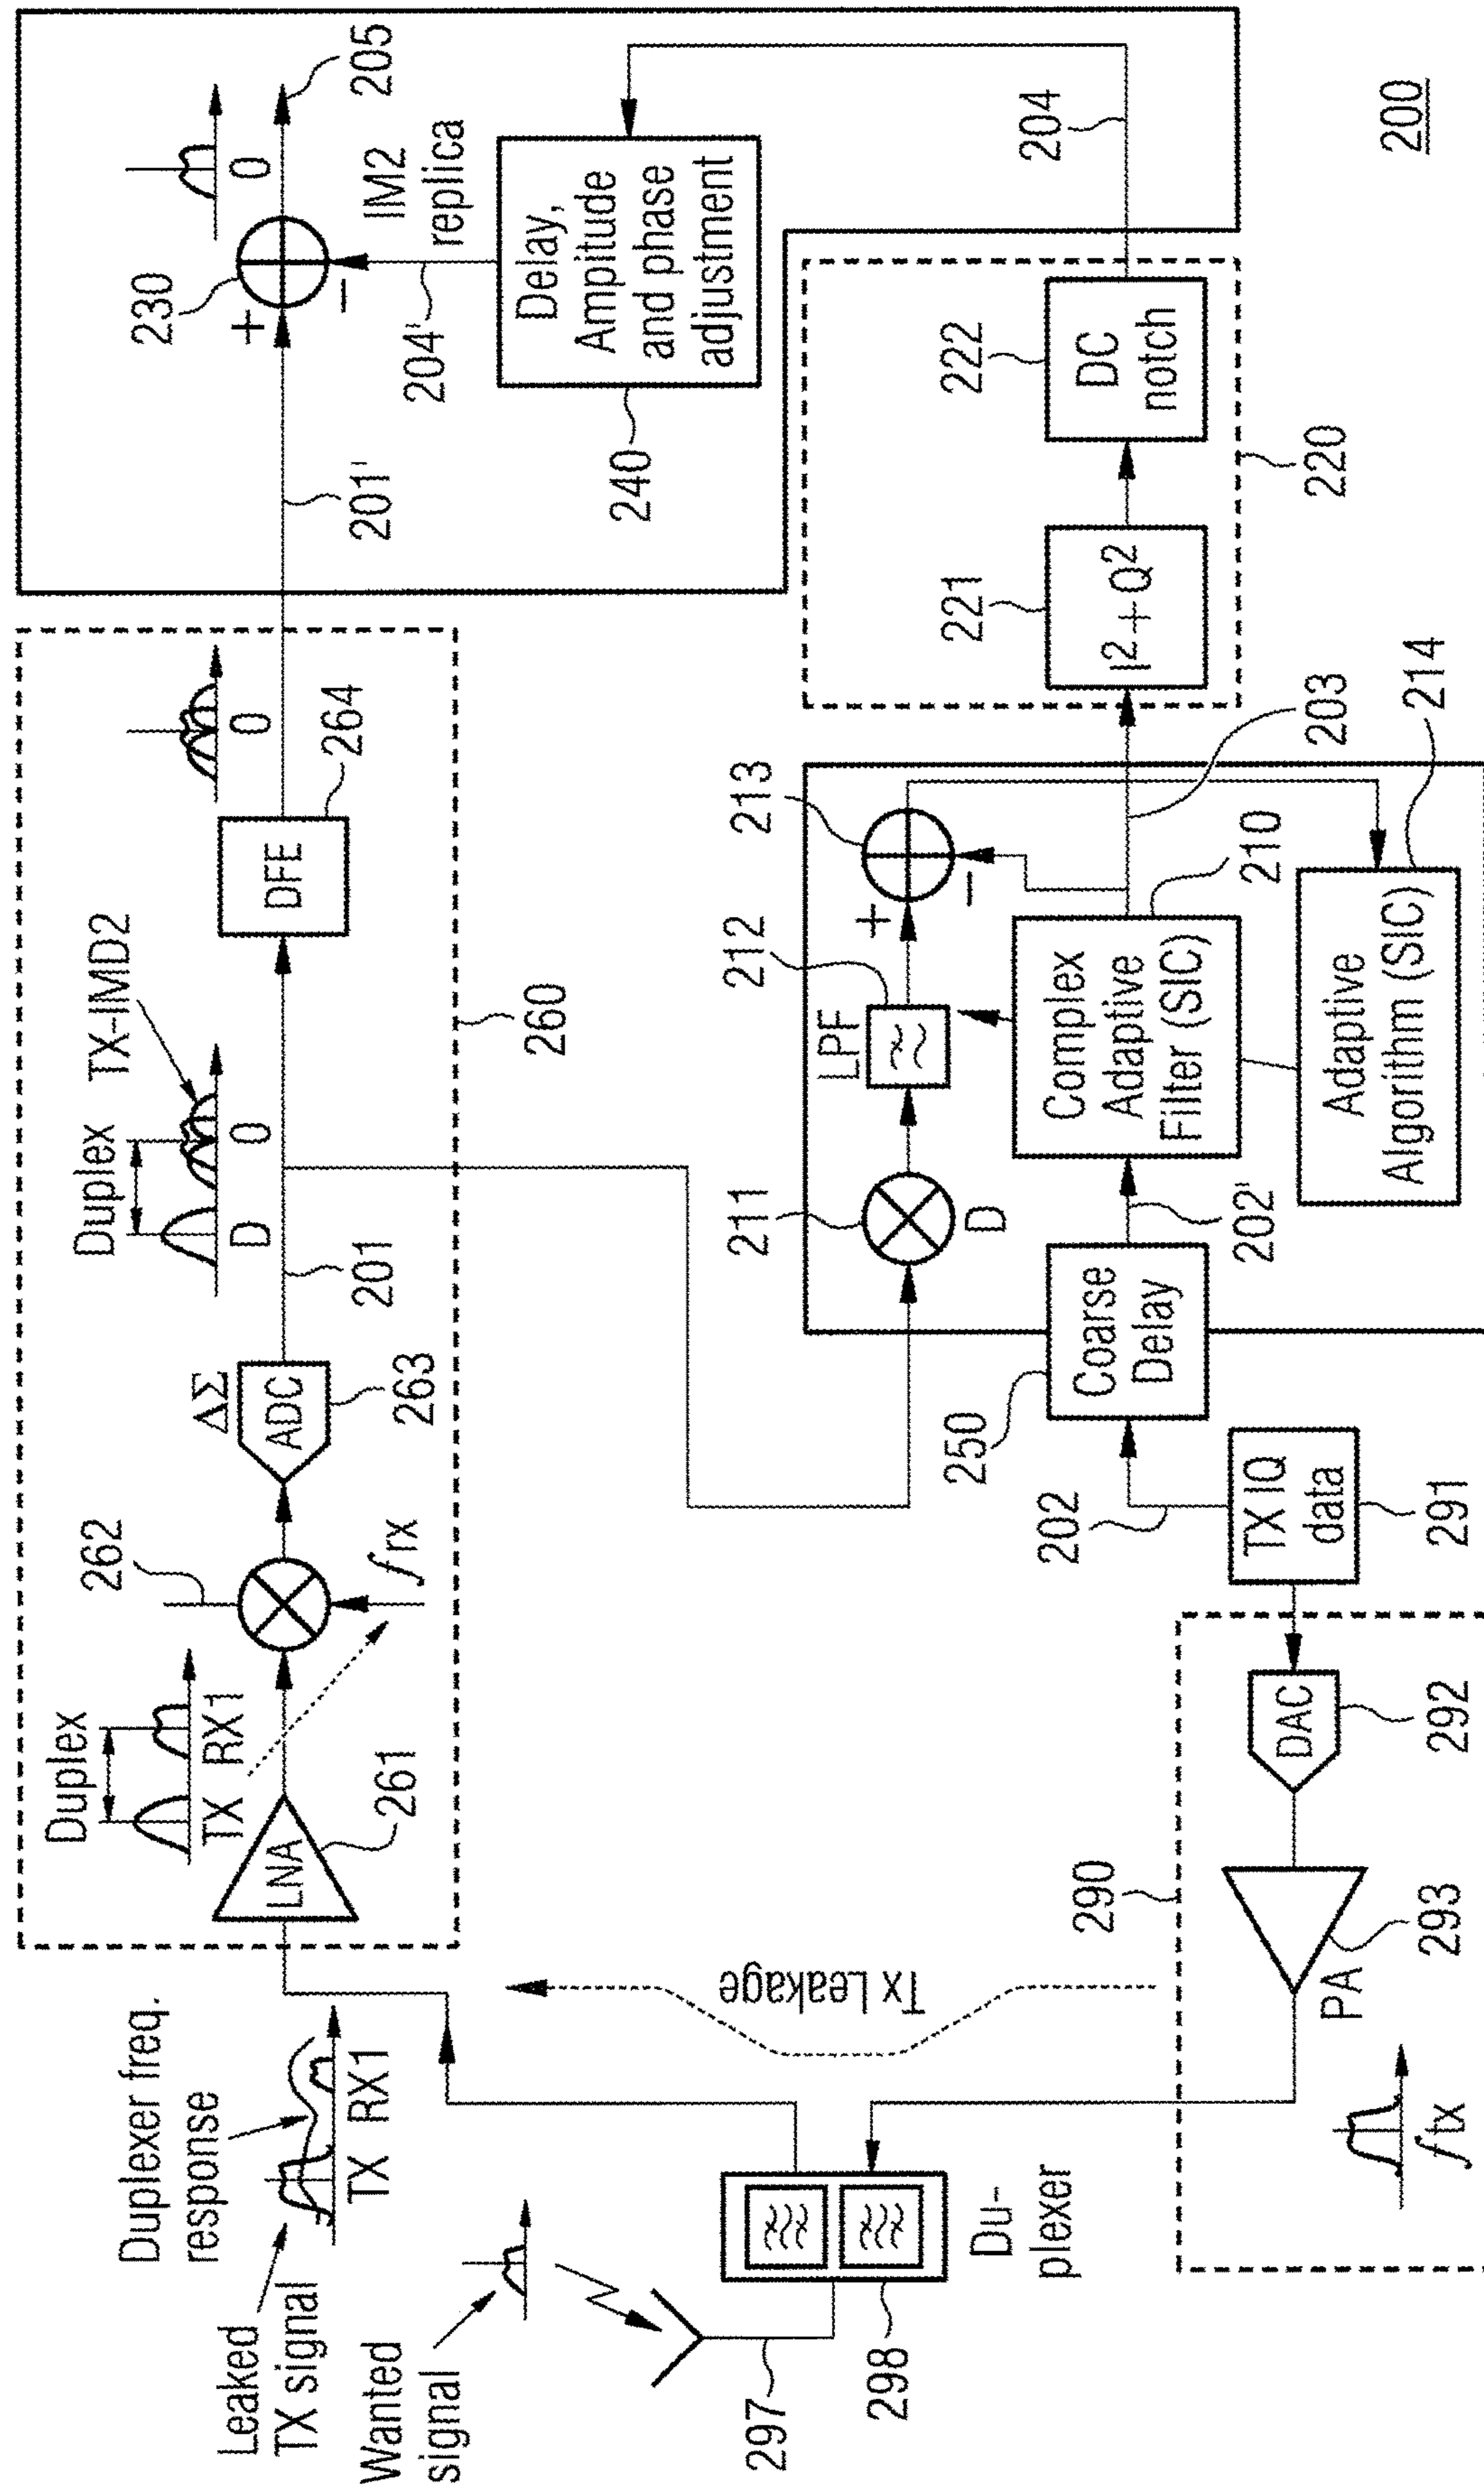 Leaked
TX signal
Duplexer freq.
response
TX RX1
Wanted
signal
297
298
Du-
plexer
Tx Leakage
Duplex
TX RX1
LNA
261
262
frx
ΔΣ
ADC
263
201
Duplex
D 0
TX-IMD2
260
DFE
264
0
201'
230
+
−
0
205
IM2
replica
204'
Delay,
Amplitude
and phase
adjustment
240
204
200
290
ftx
PA
293
DAC
292
TX IQ
data
291
202
250
Coarse
Delay
202'
211
D
LPF
212
213
+
−
Complex
Adaptive
Filter (SIC)
210
Adaptive
Algorithm (SIC)
214
203
221
I²+Q²
222
DC
notch
220